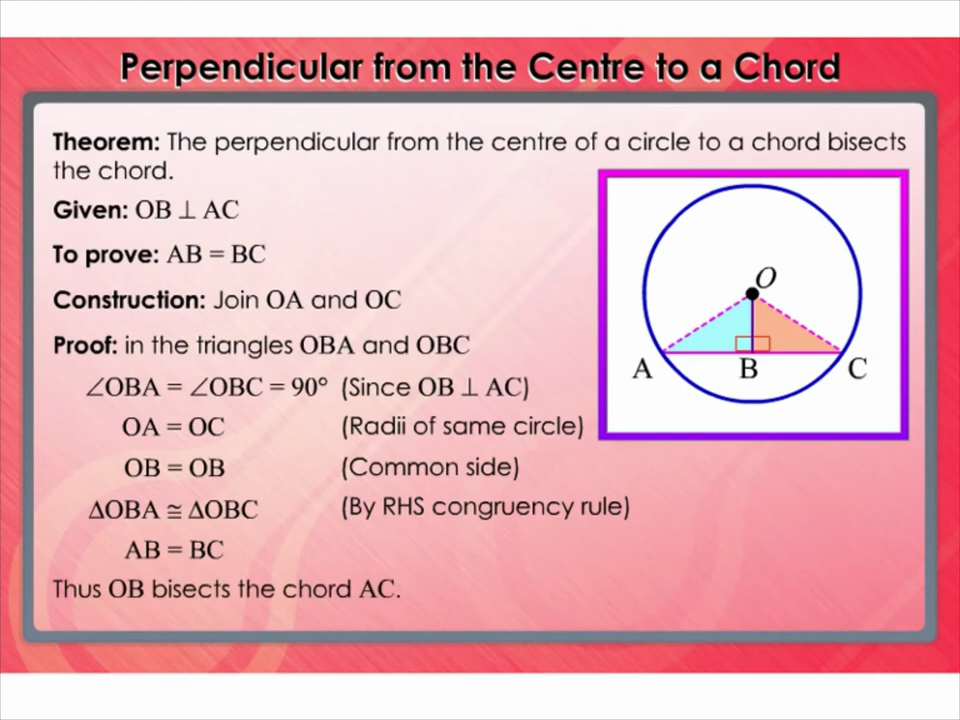 Perpendicular from the Centre to a Chord
Theorem: The perpendicular from the centre of a circle to a chord bisects
the chord.
Given: OB ⊥ AC
To prove: AB = BC
Construction: Join OA and OC
Proof: in the triangles OBA and OBC
∠OBA = ∠OBC = 90° (Since OB ⊥ AC)
OA = OC (Radii of same circle)
OB = OB (Common side)
ΔOBA ≅ ΔOBC (By RHS congruency rule)
AB = BC
Thus OB bisects the chord AC.
O
A B C